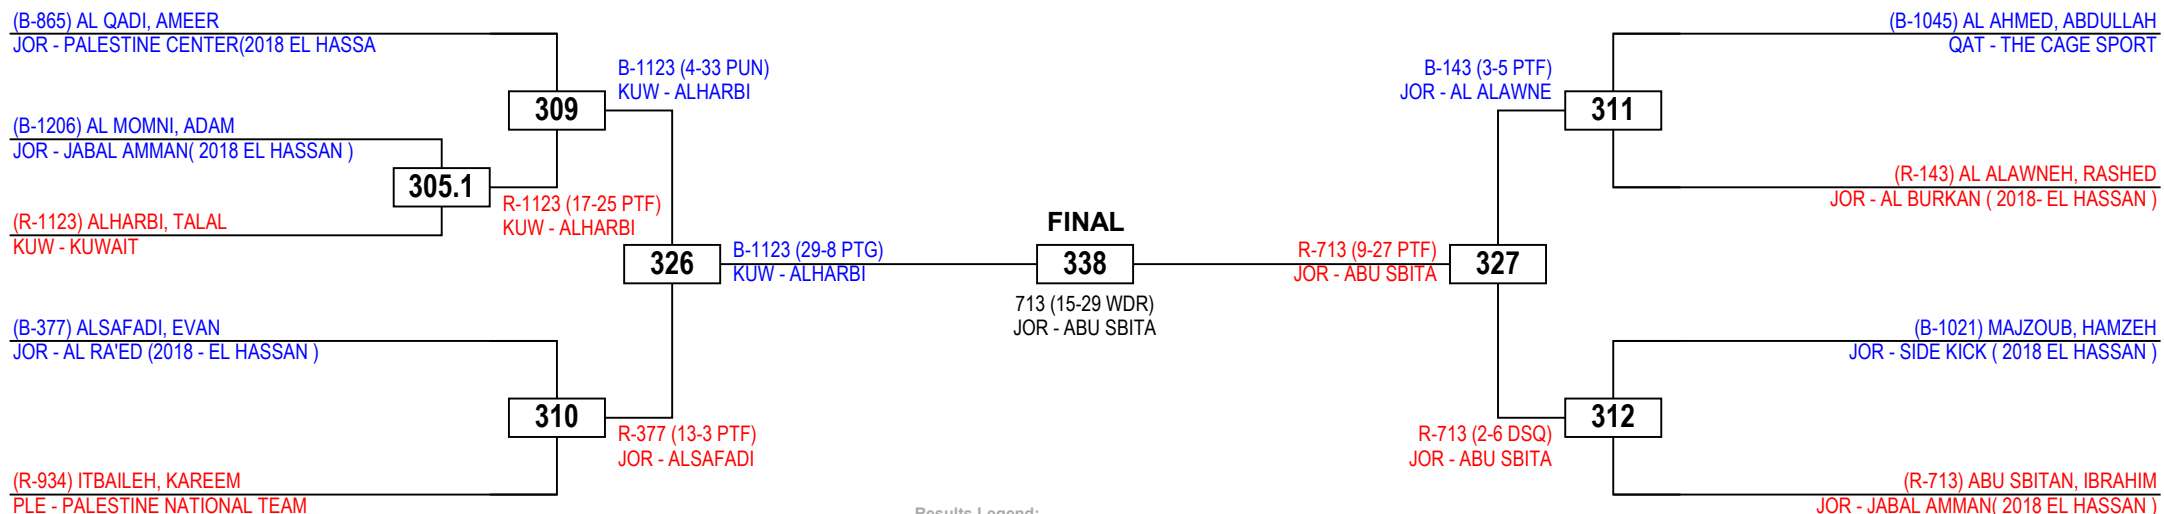 (B-865) AL QADI, AMEER
JOR - PALESTINE CENTER(2018 EL HASSA
309
B-1123 (4-33 PUN)
KUW - ALHARBI
(B-1206) AL MOMNI, ADAM
JOR - JABAL AMMAN( 2018 EL HASSAN )
305.1
R-1123 (17-25 PTF)
KUW - ALHARBI
(R-1123) ALHARBI, TALAL
KUW - KUWAIT
326
B-1123 (29-8 PTG)
KUW - ALHARBI
(B-377) ALSAFADI, EVAN
JOR - AL RA'ED (2018 - EL HASSAN )
310
R-377 (13-3 PTF)
JOR - ALSAFADI
(R-934) ITBAILEH, KAREEM
PLE - PALESTINE NATIONAL TEAM
FINAL
338
713 (15-29 WDR)
JOR - ABU SBITA
(B-1045) AL AHMED, ABDULLAH
QAT - THE CAGE SPORT
B-143 (3-5 PTF)
JOR - AL ALAWNE
311
(R-143) AL ALAWNEH, RASHED
JOR - AL BURKAN ( 2018- EL HASSAN )
R-713 (9-27 PTF)
JOR - ABU SBITA
327
(B-1021) MAJZOUB, HAMZEH
JOR - SIDE KICK ( 2018 EL HASSAN )
312
R-713 (2-6 DSQ)
JOR - ABU SBITA
(R-713) ABU SBITAN, IBRAHIM
JOR - JABAL AMMAN( 2018 EL HASSAN )
Results Legend: